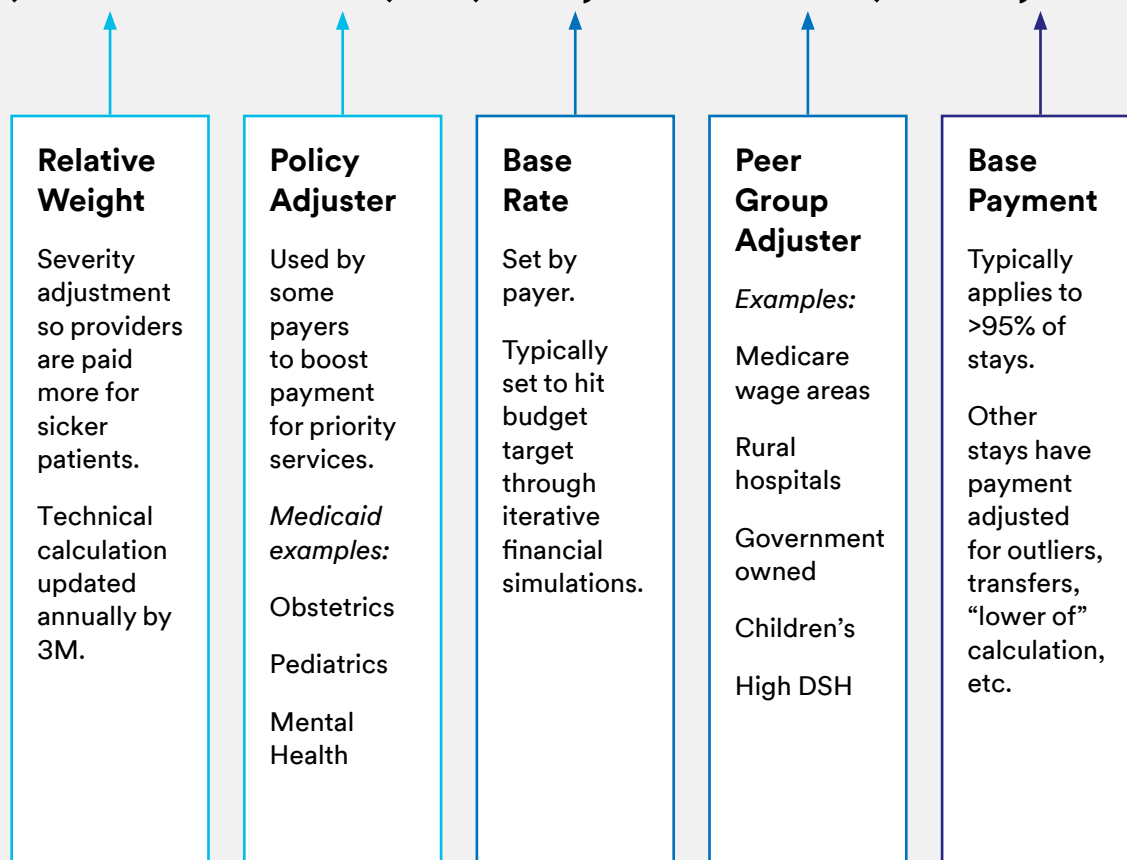 Relative
Weight
Severity
adjustment
so providers
are paid
more for
sicker
patients.
Technical
calculation
updated
annually by
3M.
Policy
Adjuster
Used by
some
payers
to boost
payment
for priority
services.
Medicaid
examples:
Obstetrics
Pediatrics
Mental
Health
Base
Rate
Set by
payer.
Typically
set to hit
budget
target
through
iterative
financial
simulations.
Peer
Group
Adjuster
Examples:
Medicare
wage areas
Rural
hospitals
Government
owned
Children’s
High DSH
Base
Payment
Typically
applies to
>95% of
stays.
Other
stays have
payment
adjusted
for outliers,
transfers,
“lower of”
calculation,
etc.